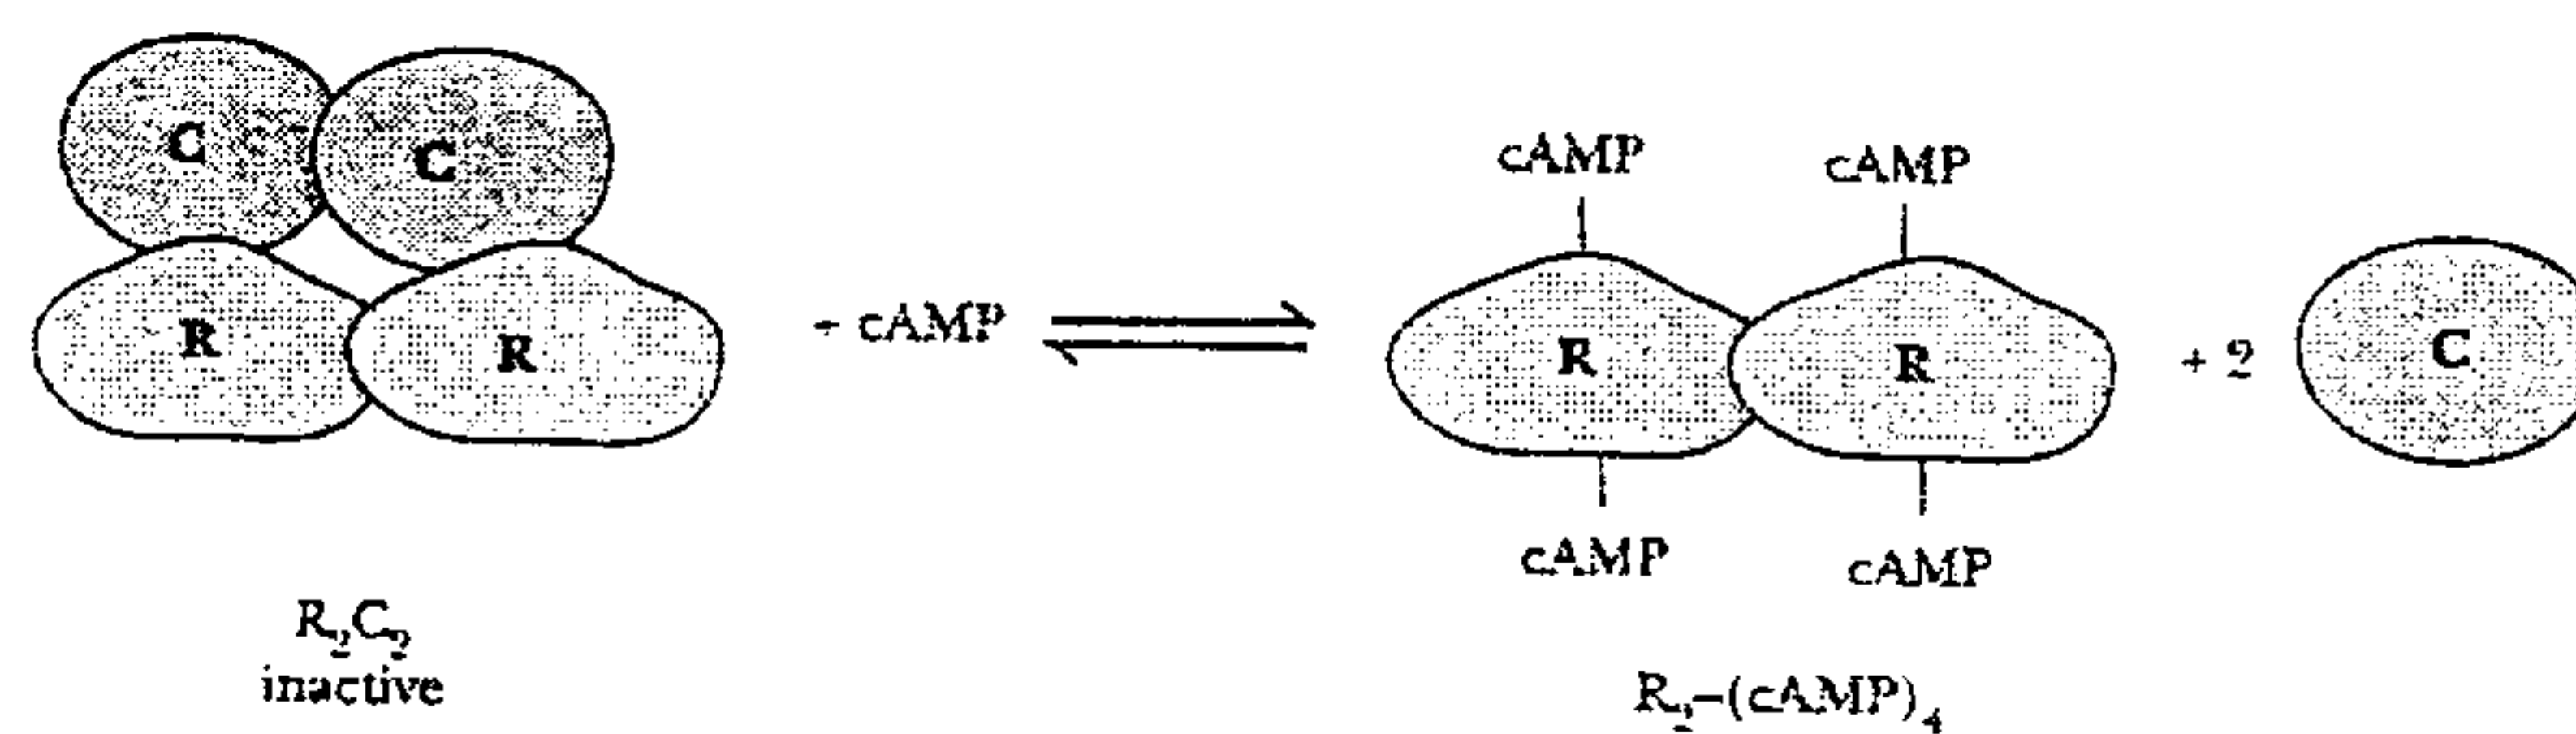 C C
cAMP cAMP
R R + cAMP R R + 2 C
cAMP cAMP
R₂C₂
inactive
R₂–(cAMP)₄